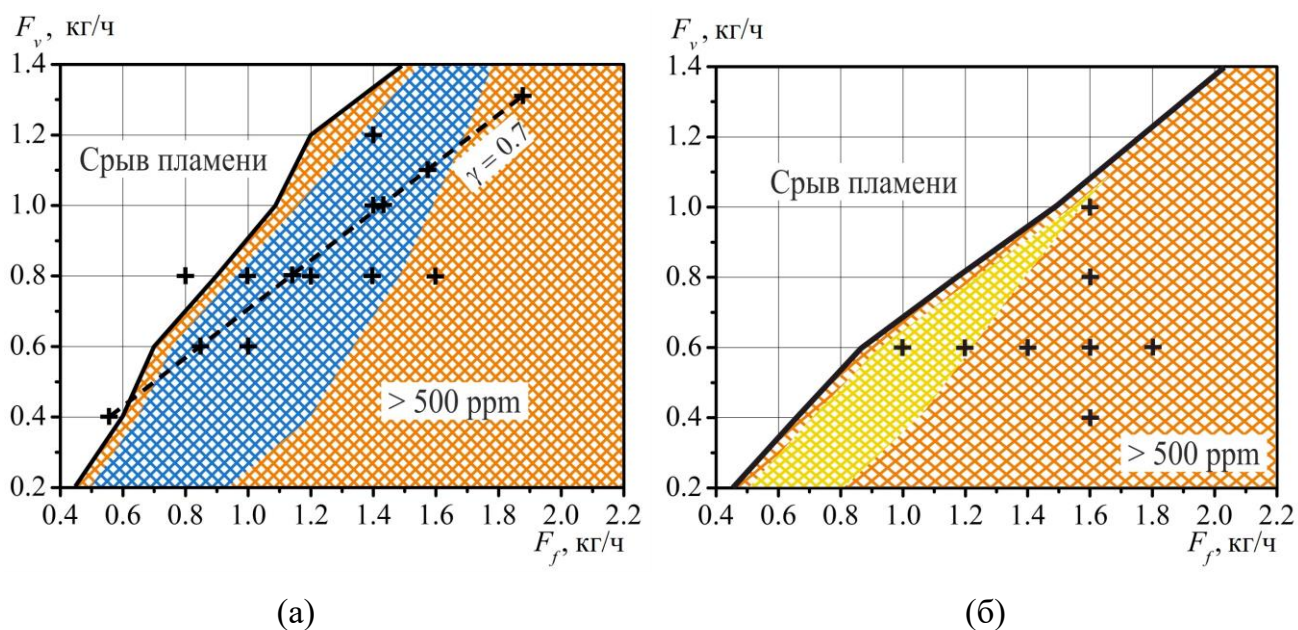 F_v, кг/ч
1.4
1.2
1.0
0.8
0.6
0.4
0.2
Срыв пламени
γ = 0.7
> 500 ppm
0.4 0.6 0.8 1.0 1.2 1.4 1.6 1.8 2.0 2.2
F_f, кг/ч
(а)
F_v, кг/ч
1.4
1.2
1.0
0.8
0.6
0.4
0.2
Срыв пламени
> 500 ppm
0.4 0.6 0.8 1.0 1.2 1.4 1.6 1.8 2.0 2.2
F_f, кг/ч
(б)